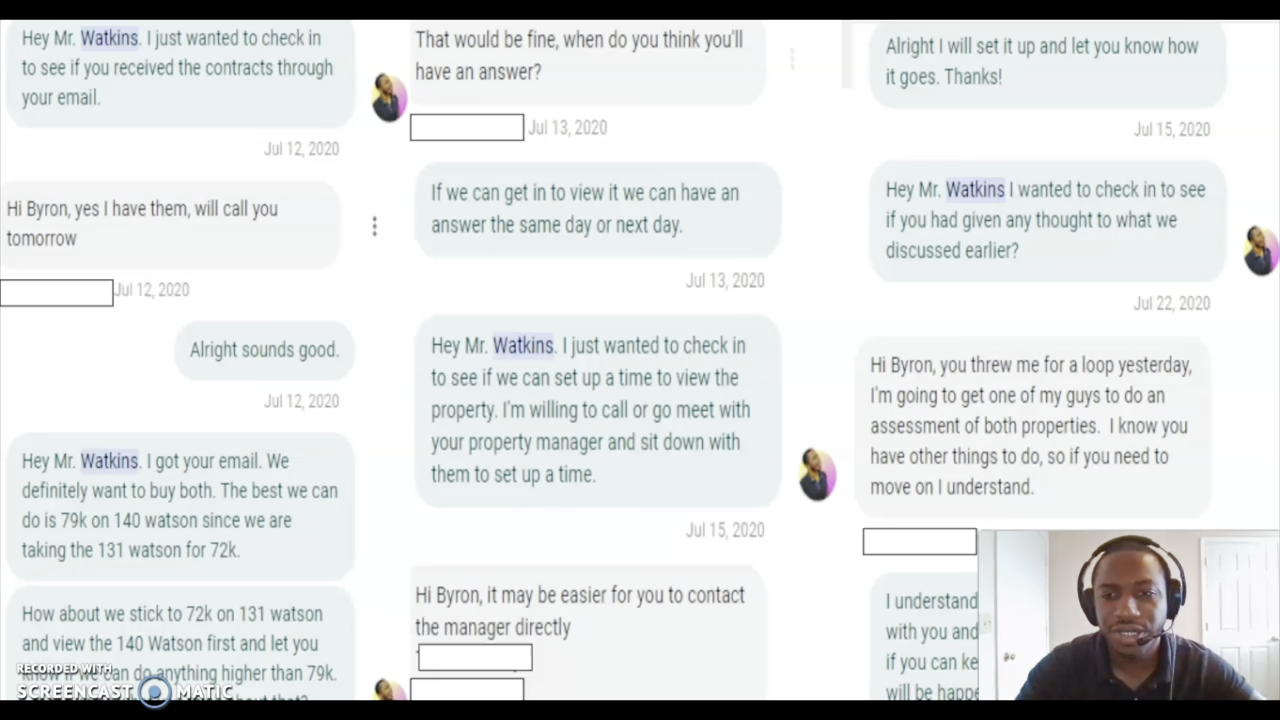 Hey Mr. Watkins. I just wanted to check in
to see if you received the contracts through
your email.
Jul 12, 2020
Hi Byron, yes I have them, will call you
tomorrow
Jul 12, 2020
Alright sounds good.
Jul 12, 2020
Hey Mr. Watkins. I got your email. We
definitely want to buy both. The best we can
do is 79k on 140 watson since we are
taking the 131 watson for 72k.
How about we stick to 72k on 131 watson
and view the 140 Watson first and let you
know if we can do anything higher than 79k.
That would be fine, when do you think you'll
have an answer?
Jul 13, 2020
If we can get in to view it we can have an
answer the same day or next day.
Jul 13, 2020
Hey Mr. Watkins. I just wanted to check in
to see if we can set up a time to view the
property. I'm willing to call or go meet with
your property manager and sit down with
them to set up a time.
Jul 15, 2020
Hi Byron, it may be easier for you to contact
the manager directly
Alright I will set it up and let you know how
it goes. Thanks!
Jul 15, 2020
Hey Mr. Watkins I wanted to check in to see
if you had given any thought to what we
discussed earlier?
Jul 22, 2020
Hi Byron, you threw me for a loop yesterday,
I'm going to get one of my guys to do an
assessment of both properties. I know you
have other things to do, so if you need to
move on I understand.
I understand
with you and
if you can
will be
RECORDED WITH
SCREENCAST MATIC